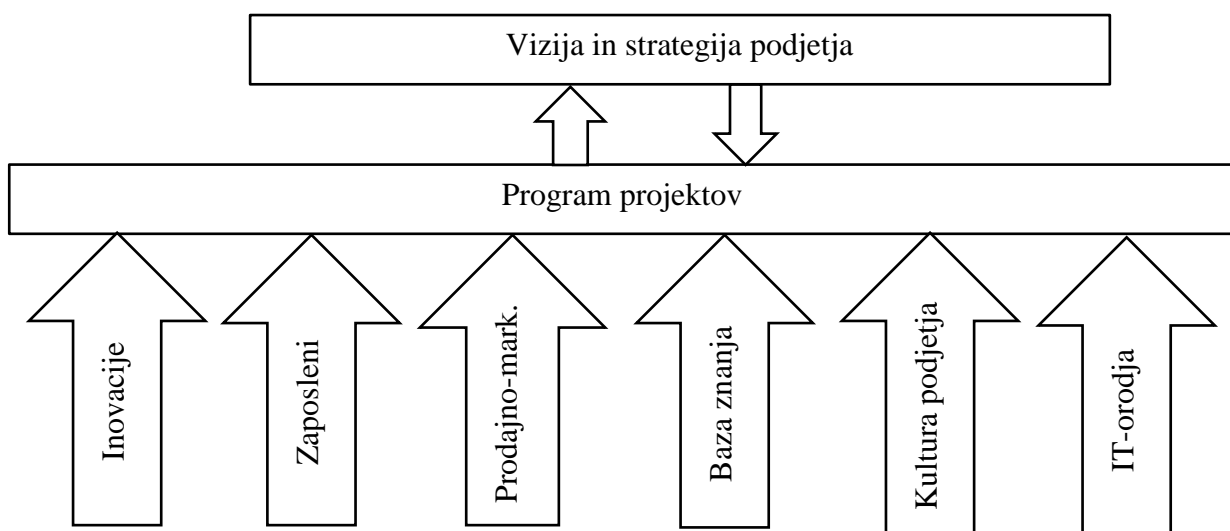 Vizija in strategija podjetja
Program projektov
Inovacije
Zaposleni
Prodajno-mark.
Baza znanja
Kultura podjetja
IT-orodja